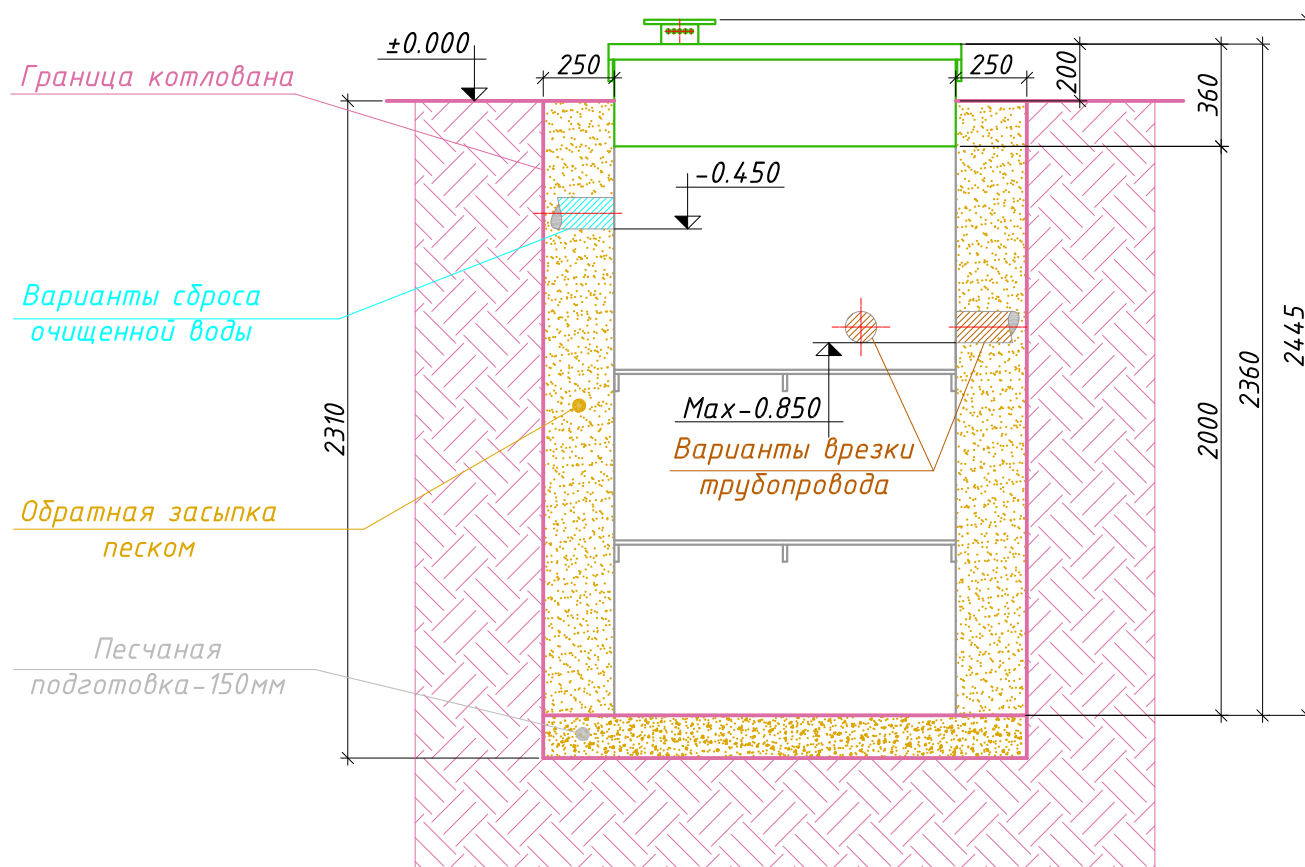 ±0.000
Граница котлована
250
250
200
360
-0.450
Варианты сброса
очищенной воды
2445
2360
2310
Max-0.850
2000
Варианты врезки
трубопровода
Обратная засыпка
песком
Песчаная
подготовка-150мм